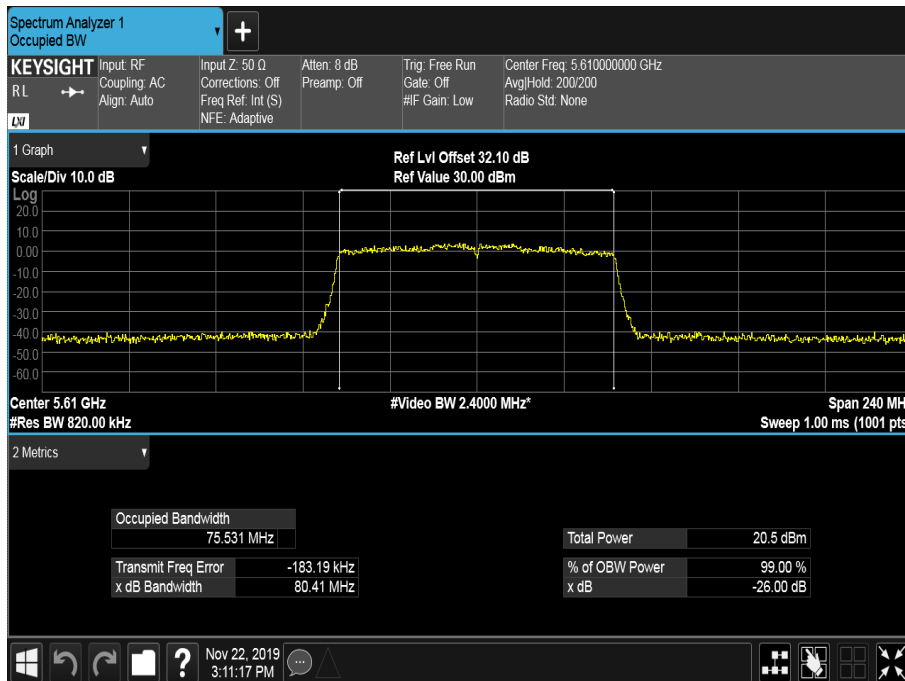 Spectrum Analyzer 1
Occupied BW
KEYSIGHT
R L
LXI
Input: RF
Coupling: AC
Align: Auto
Input Z: 50 Ω
Corrections: Off
Freq Ref: Int (S)
NFE: Adaptive
Atten: 8 dB
Preamp: Off
Trig: Free Run
Gate: Off
#IF Gain: Low
Center Freq: 5.610000000 GHz
Avg|Hold: 200/200
Radio Std: None
1 Graph
Scale/Div 10.0 dB
Ref Lvl Offset 32.10 dB
Ref Value 30.00 dBm
Log
20.0
10.0
0.00
-10.0
-20.0
-30.0
-40.0
-50.0
-60.0
Center 5.61 GHz
#Res BW 820.00 kHz
#Video BW 2.4000 MHz*
Span 240 MH
Sweep 1.00 ms (1001 pts
2 Metrics
Occupied Bandwidth
75.531 MHz
Transmit Freq Error -183.19 kHz
x dB Bandwidth 80.41 MHz
Total Power 20.5 dBm
% of OBW Power 99.00 %
x dB -26.00 dB
?
Nov 22, 2019
3:11:17 PM